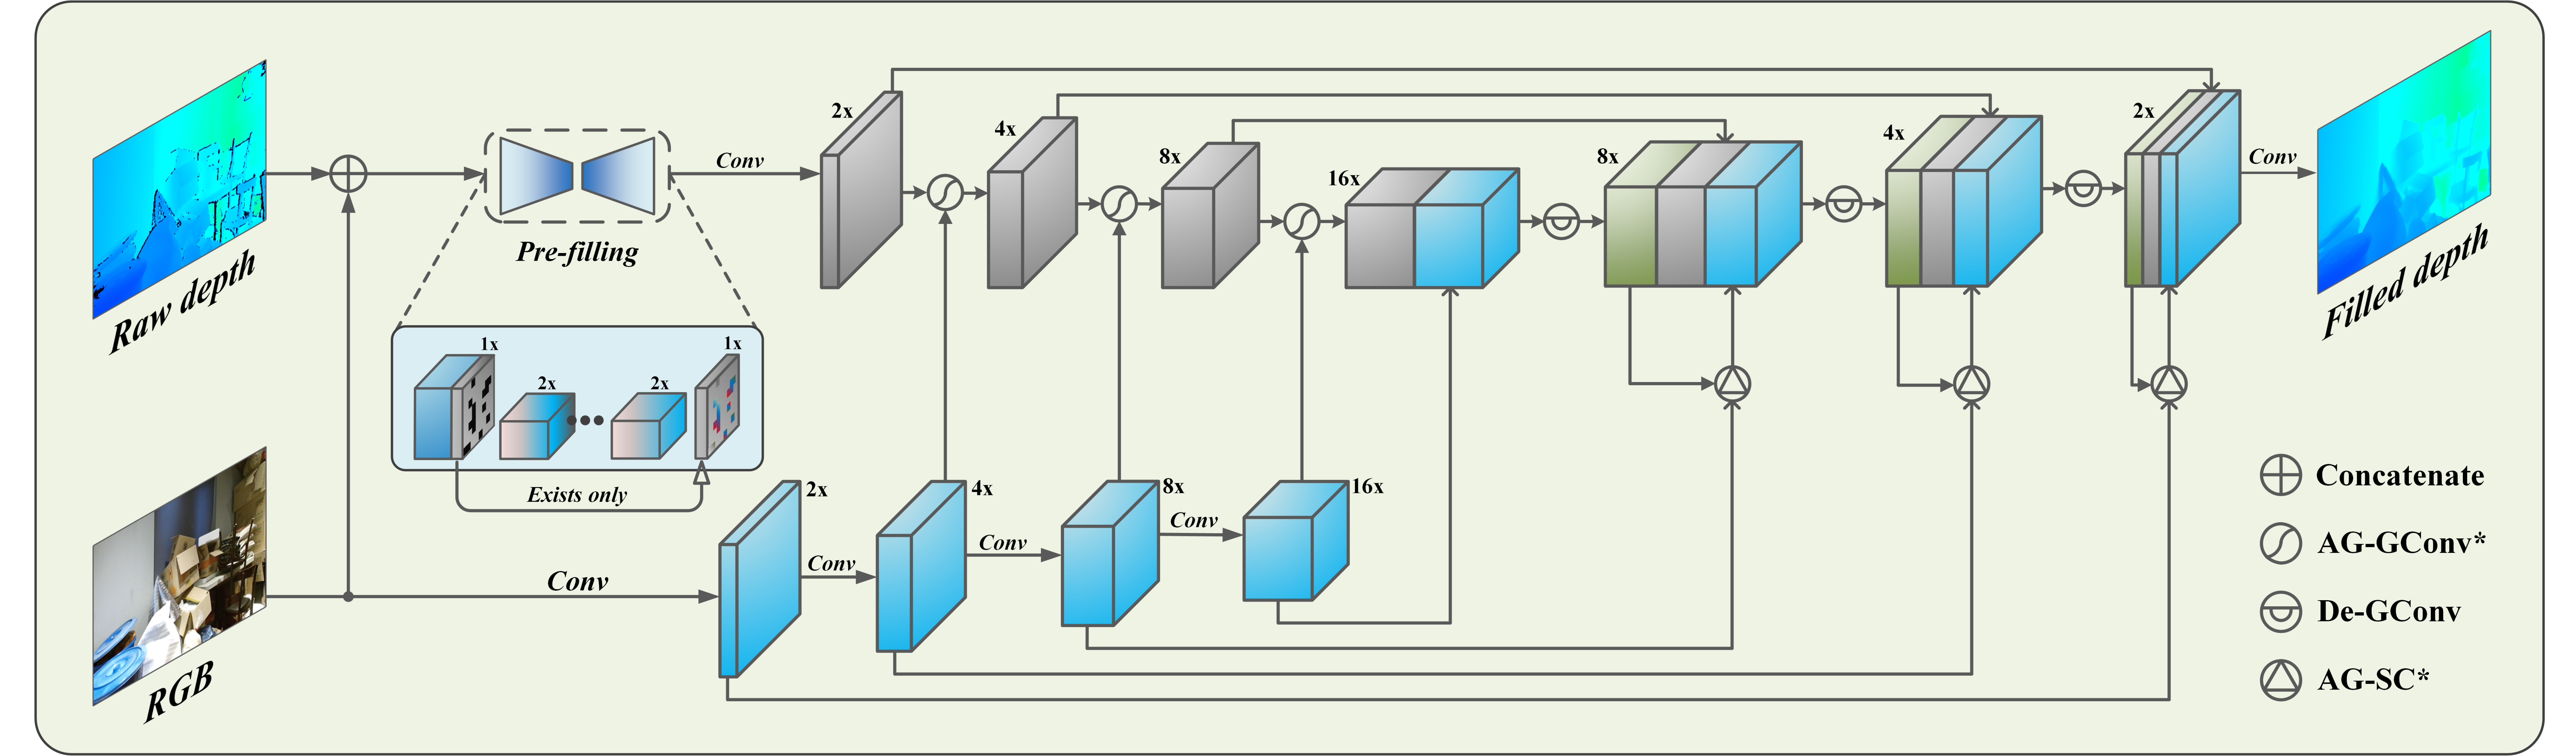 Raw depth
RGB
Pre-filling
1x
2x
2x
1x
Exists only
Conv
2x
4x
8x
16x
8x
4x
2x
Conv
Filled depth
Conv
2x
Conv
4x
Conv
8x
Conv
16x
Concatenate
AG-GConv*
De-GConv
AG-SC*